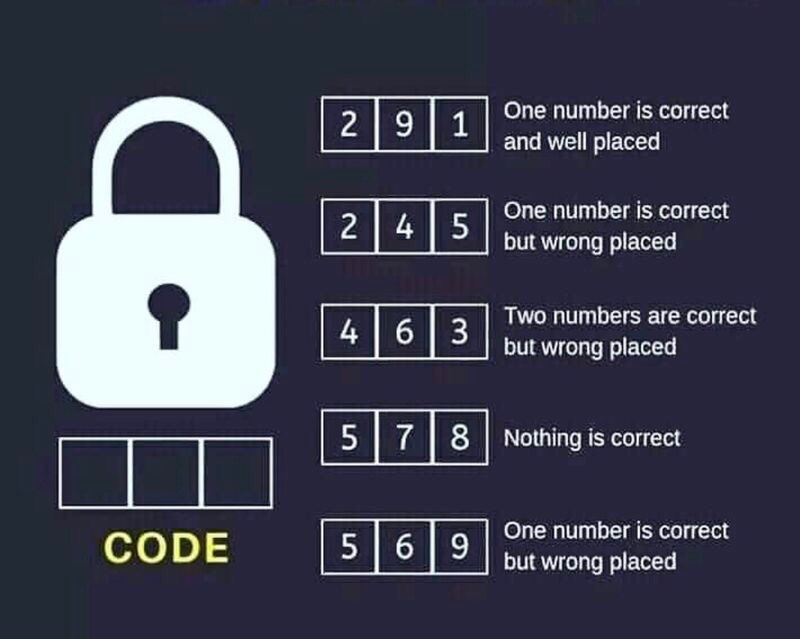 2 9 1
One number is correct
and well placed
2 4 5
One number is correct
but wrong placed
4 6 3
Two numbers are correct
but wrong placed
5 7 8
Nothing is correct
5 6 9
One number is correct
but wrong placed
CODE